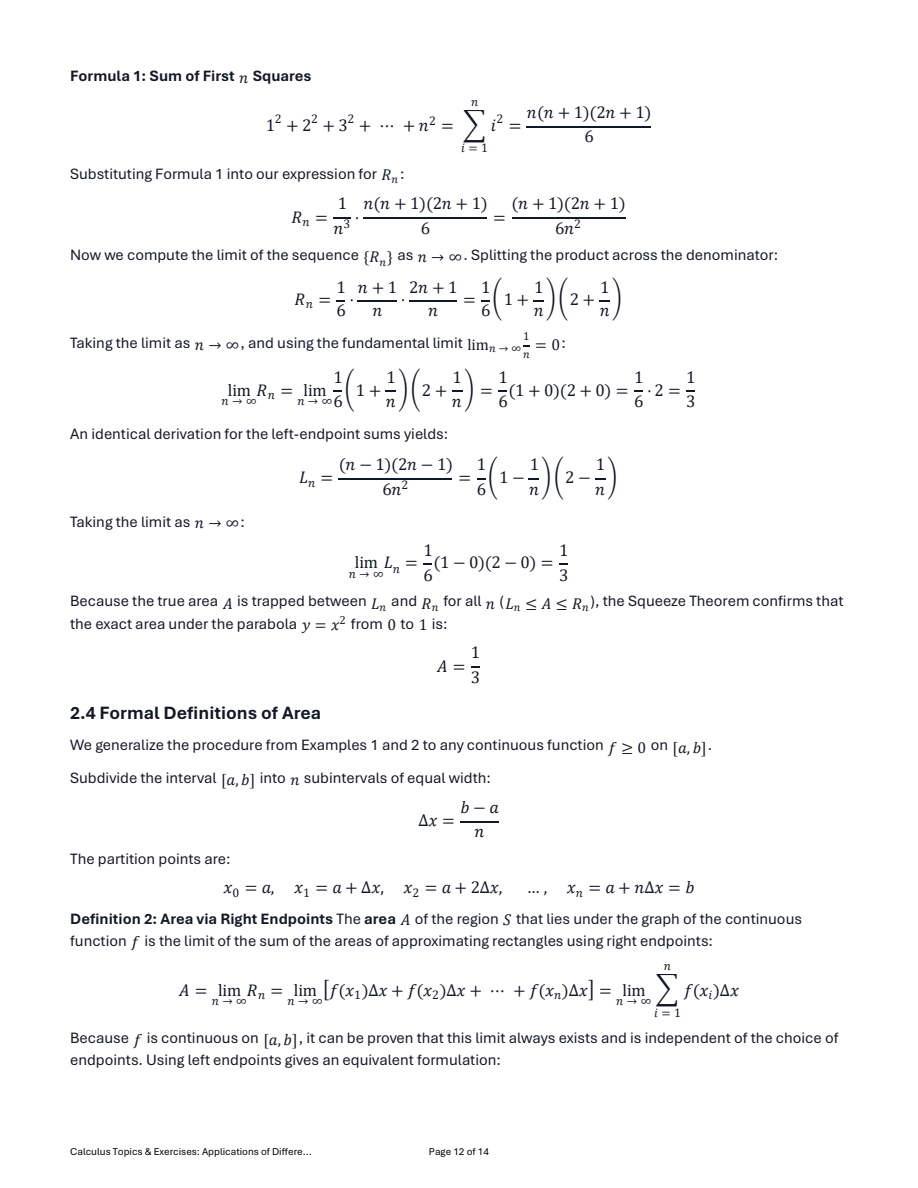 Formula 1: Sum of First n Squares
1² + 2² + 3² + ⋯ + n² = ∑_{i = 1}^{n} i² = n(n + 1)(2n + 1)/6
Substituting Formula 1 into our expression for Rₙ:
Rₙ = 1/n³ · n(n + 1)(2n + 1)/6 = (n + 1)(2n + 1)/6n²
Now we compute the limit of the sequence {Rₙ} as n → ∞. Splitting the product across the denominator:
Rₙ = 1/6 · (n + 1)/n · (2n + 1)/n = 1/6 (1 + 1/n)(2 + 1/n)
Taking the limit as n → ∞, and using the fundamental limit lim_{n → ∞} 1/n = 0:
lim_{n → ∞} Rₙ = lim_{n → ∞} 1/6 (1 + 1/n)(2 + 1/n) = 1/6 (1 + 0)(2 + 0) = 1/6 · 2 = 1/3
An identical derivation for the left-endpoint sums yields:
Lₙ = (n − 1)(2n − 1)/6n² = 1/6 (1 − 1/n)(2 − 1/n)
Taking the limit as n → ∞:
lim_{n → ∞} Lₙ = 1/6 (1 − 0)(2 − 0) = 1/3
Because the true area A is trapped between Lₙ and Rₙ for all n (Lₙ ≤ A ≤ Rₙ), the Squeeze Theorem confirms that
the exact area under the parabola y = x² from 0 to 1 is:
A = 1/3
2.4 Formal Definitions of Area
We generalize the procedure from Examples 1 and 2 to any continuous function f ≥ 0 on [a, b].
Subdivide the interval [a, b] into n subintervals of equal width:
Δx = (b − a)/n
The partition points are:
x₀ = a, x₁ = a + Δx, x₂ = a + 2Δx, … , xₙ = a + nΔx = b
Definition 2: Area via Right Endpoints The area A of the region S that lies under the graph of the continuous
function f is the limit of the sum of the areas of approximating rectangles using right endpoints:
A = lim_{n → ∞} Rₙ = lim_{n → ∞} [f(x₁)Δx + f(x₂)Δx + ⋯ + f(xₙ)Δx] = lim_{n → ∞} ∑_{i = 1}^{n} f(xᵢ)Δx
Because f is continuous on [a, b], it can be proven that this limit always exists and is independent of the choice of
endpoints. Using left endpoints gives an equivalent formulation:
Calculus Topics & Exercises: Applications of Differe... Page 12 of 14